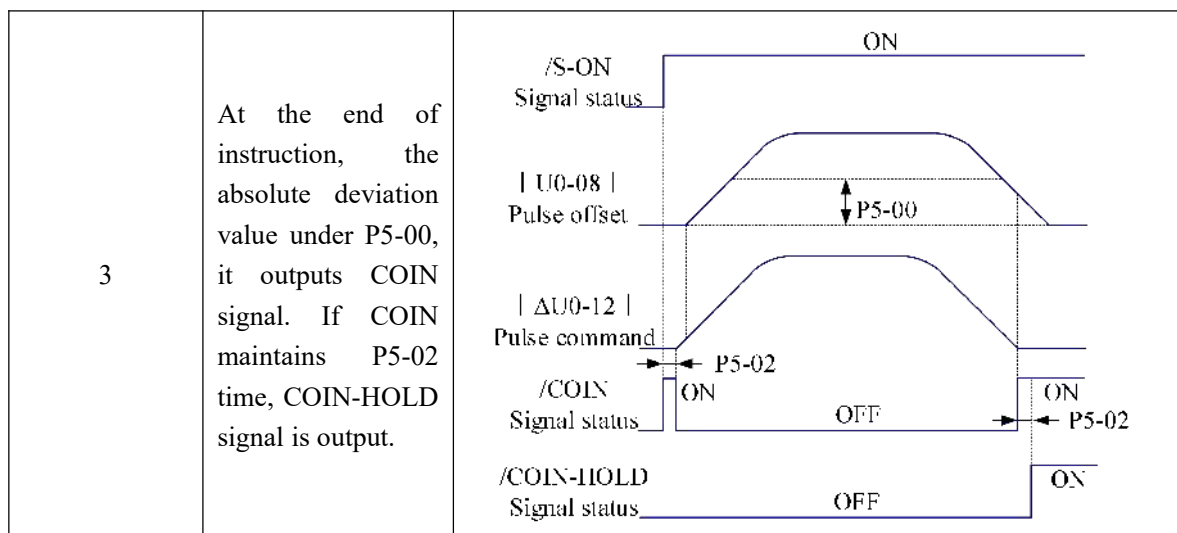 3
At the end of
instruction, the
absolute deviation
value under P5-00,
it outputs COIN
signal. If COIN
maintains P5-02
time, COIN-HOLD
signal is output.
ON
/S-ON
Signal status
| U0-08 |
Pulse offset
P5-00
| ΔU0-12 |
Pulse command
P5-02
/COIN
Signal status
ON
OFF
ON
P5-02
/COIN-HOLD
Signal status
OFF
ON